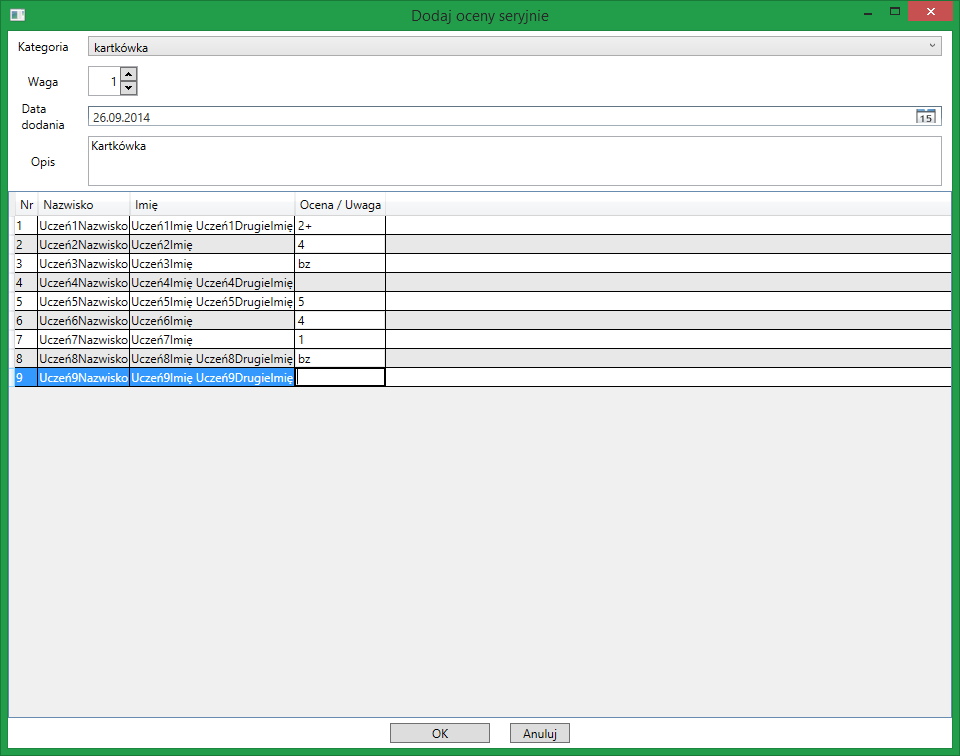 Dodaj oceny seryjnie
Kategoria kartkówka
Waga 1
Data
dodania
26.09.2014 15
Opis Kartkówka
Nr Nazwisko Imię Ocena / Uwaga
1 Uczeń1Nazwisko Uczeń1Imię Uczeń1DrugieImię 2+
2 Uczeń2Nazwisko Uczeń2Imię 4
3 Uczeń3Nazwisko Uczeń3Imię bz
4 Uczeń4Nazwisko Uczeń4Imię Uczeń4DrugieImię
5 Uczeń5Nazwisko Uczeń5Imię Uczeń5DrugieImię 5
6 Uczeń6Nazwisko Uczeń6Imię 4
7 Uczeń7Nazwisko Uczeń7Imię 1
8 Uczeń8Nazwisko Uczeń8Imię Uczeń8DrugieImię bz
9 Uczeń9Nazwisko Uczeń9Imię Uczeń9DrugieImię
OK Anuluj